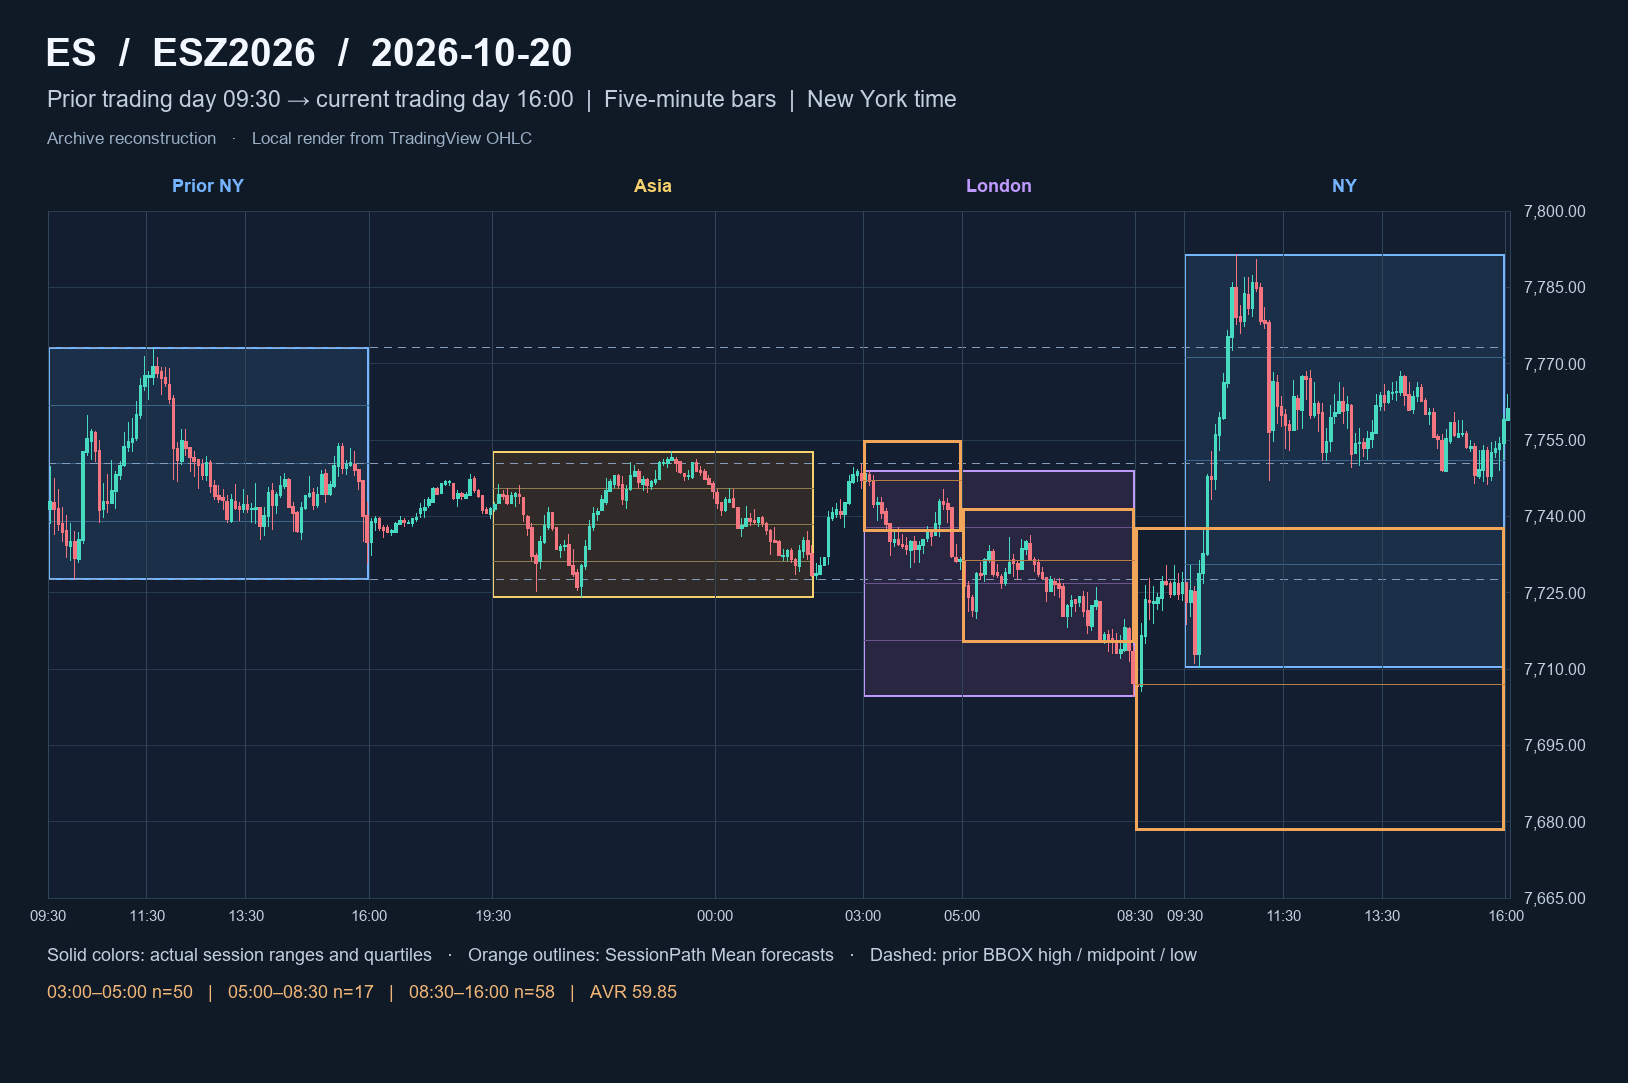 ES / ESZ2026 / 2026-10-20
Prior trading day 09:30 → current trading day 16:00 | Five-minute bars | New York time
Archive reconstruction · Local render from TradingView OHLC
Prior NY Asia London NY
7,800.00
7,785.00
7,770.00
7,755.00
7,740.00
7,725.00
7,710.00
7,695.00
7,680.00
7,665.00
09:30 11:30 13:30 16:00 19:30 00:00 03:00 05:00 08:30 09:30 11:30 13:30 16:00
Solid colors: actual session ranges and quartiles · Orange outlines: SessionPath Mean forecasts · Dashed: prior BBOX high / midpoint / low
03:00–05:00 n=50 | 05:00–08:30 n=17 | 08:30–16:00 n=58 | AVR 59.85